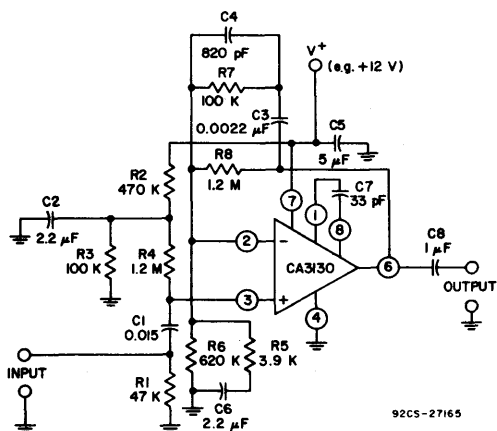 C4
820 pF
R7
100 K
C3
0.0022 µF
V+
(e.g. +12 V)
C5
5 µF
R2
470 K
R8
1.2 M
C7
33 pF
C2
2.2 µF
R3
100 K
R4
1.2 M
7
1
8
2
−
CA3130
6
C8
1 µF
3
+
4
OUTPUT
C1
0.015
R6
620 K
R5
3.9 K
INPUT
R1
47 K
C6
2.2 µF
92CS-27165